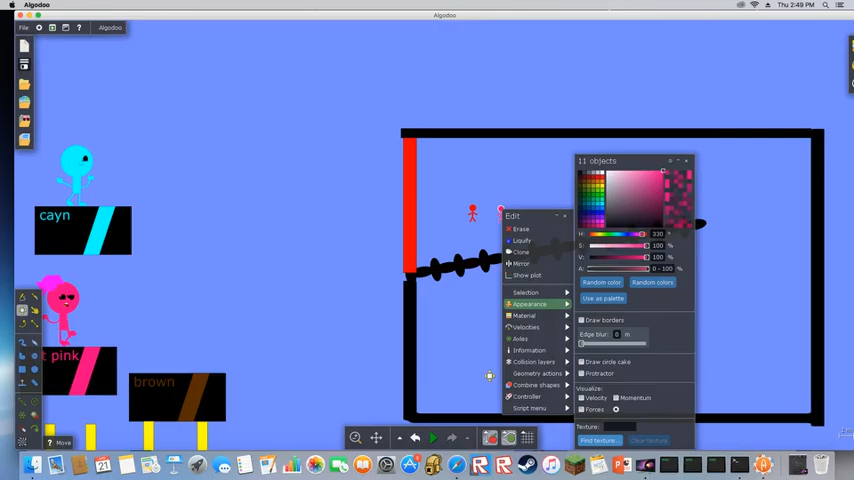 Algodoo
Thu 2:49 PM
Algodoo
File
?
Algodoo
cayn
t pink
brown
Edit
Erase
Liquify
Clone
Mirror
Show plot
Selection
Appearance
Material
Velocities
Axles
Information
Collision layers
Geometry actions
Combine shapes
Controller
Script menu
11 objects
H: 330 °
S: 100 %
V: 100 %
A: 0 - 100 %
Random color
Random colors
Use as palette
Draw borders
Edge blur: 0 m
Draw circle cake
Protractor
Visualize:
Velocity
Momentum
Forces
Texture:
Find texture...
Clear texture
? Move
21